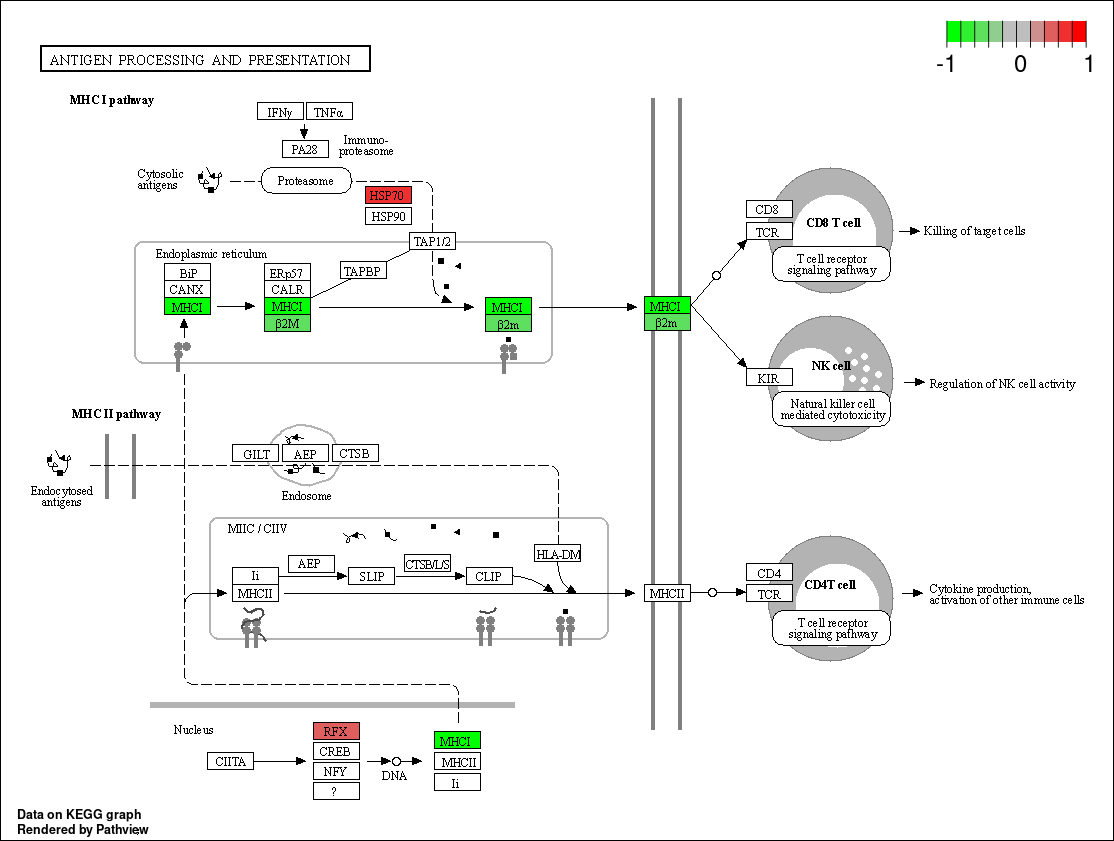 -1 0 1
ANTIGEN PROCESSING AND PRESENTATION
MHC I pathway
IFNγ TNFα
PA28
Immuno-
proteasome
Cytosolic
antigens
Proteasome
HSP70
HSP90
TAP1/2
Endoplasmic reticulum
BiP
CANX
MHCI
ERp57
CALR
MHCI
β2M
TAPBP
MHCI
β2m
MHCI
β2m
CD8
TCR
CD8 T cell
T cell receptor
signaling pathway
Killing of target cells
KIR
NK cell
Natural killer cell
mediated cytotoxicity
Regulation of NK cell activity
MHC II pathway
Endocytosed
antigens
GILT AEP CTSB
Endosome
MIIC / CIIV
Ii
MHCII
AEP
SLIP
CTSB/L/S
CLIP
HLA-DM
MHCII
CD4
TCR
CD4T cell
T cell receptor
signaling pathway
Cytokine production,
activation of other immune cells
Nucleus
CIITA
RFX
CREB
NFY
?
DNA
MHCI
MHCII
Ii
Data on KEGG graph
Rendered by Pathview